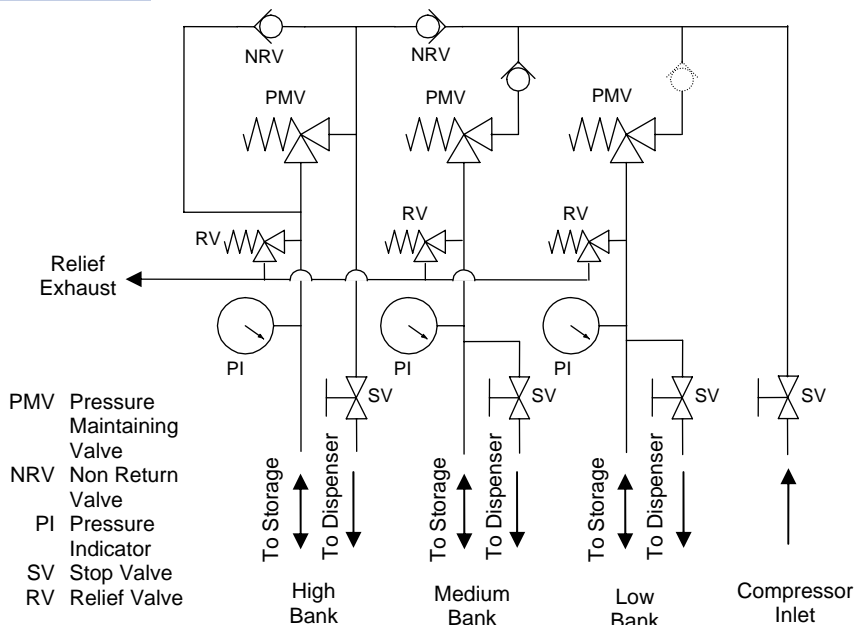 NRV
NRV
PMV
PMV
PMV
RV
RV
RV
Relief
Exhaust
PI
PI
PI
SV
SV
SV
SV
PMV Pressure
Maintaining
Valve
NRV Non Return
Valve
PI Pressure
Indicator
SV Stop Valve
RV Relief Valve
To Storage
To Dispenser
To Storage
To Dispenser
To Storage
To Dispenser
High
Bank
Medium
Bank
Low
Bank
Compressor
Inlet